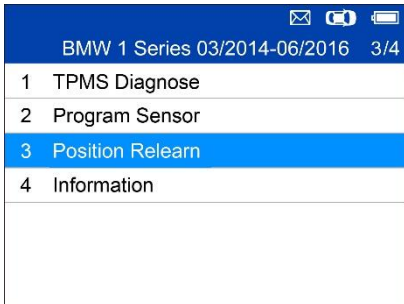 BMW 1 Series 03/2014-06/2016 3/4
1 TPMS Diagnose
2 Program Sensor
3 Position Relearn
4 Information